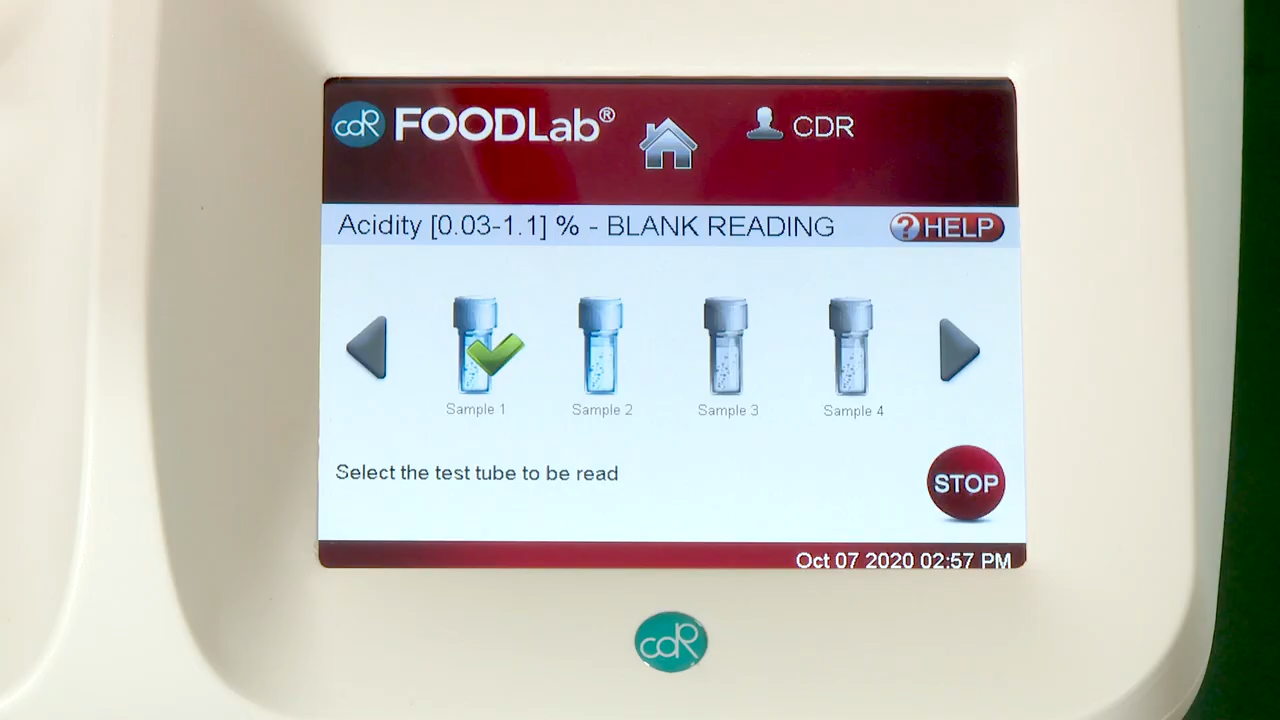 cdR FOODLab®
CDR
Acidity [0.03-1.1] % - BLANK READING
? HELP
Sample 1
Sample 2
Sample 3
Sample 4
Select the test tube to be read
STOP
Oct 07 2020 02:57 PM
cdR